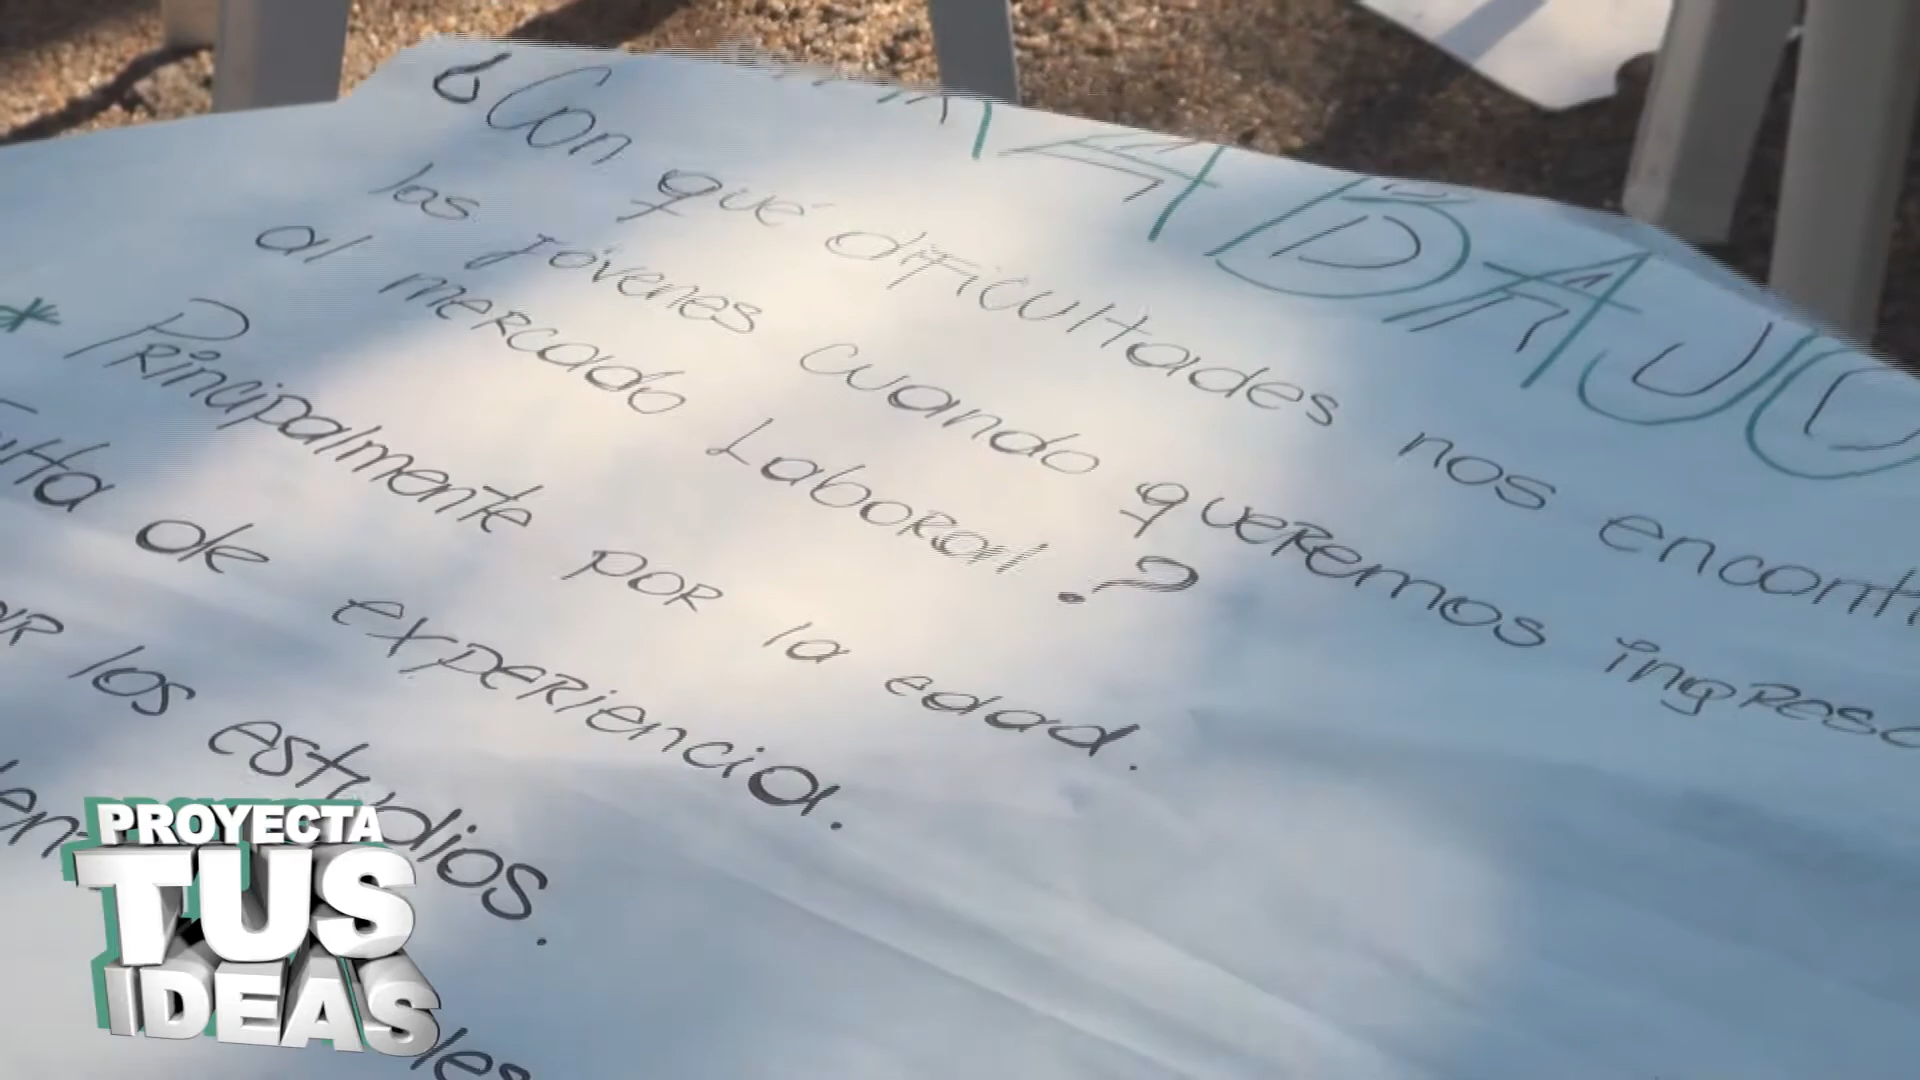 TRABAJO
¿Con qué dificultades nos encont
los jóvenes cuando queremos ingresa
al mercado Laboral?
* Principalmente por la edad.
Falta de experiencia.
los estudios.
PROYECTA
TUS
IDEAS